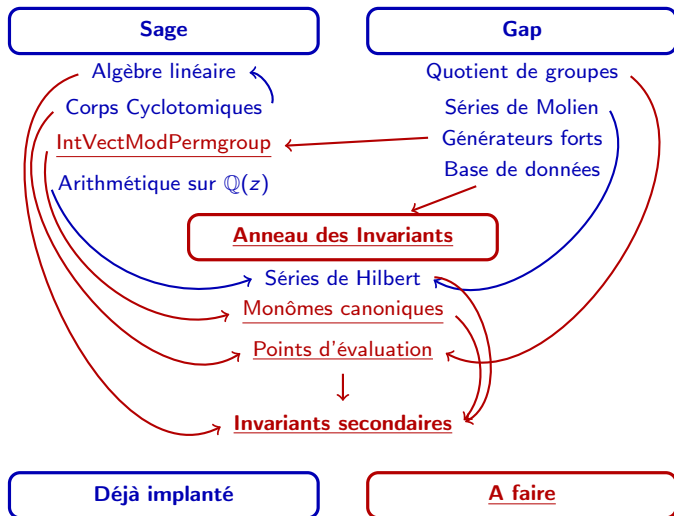 Sage
Gap
Algèbre linéaire
Quotient de groupes
Corps Cyclotomiques
Séries de Molien
IntVectModPermgroup
Générateurs forts
Arithmétique sur ℚ(z)
Base de données
Anneau des Invariants
Séries de Hilbert
Monômes canoniques
Points d'évaluation
Invariants secondaires
Déjà implanté
A faire